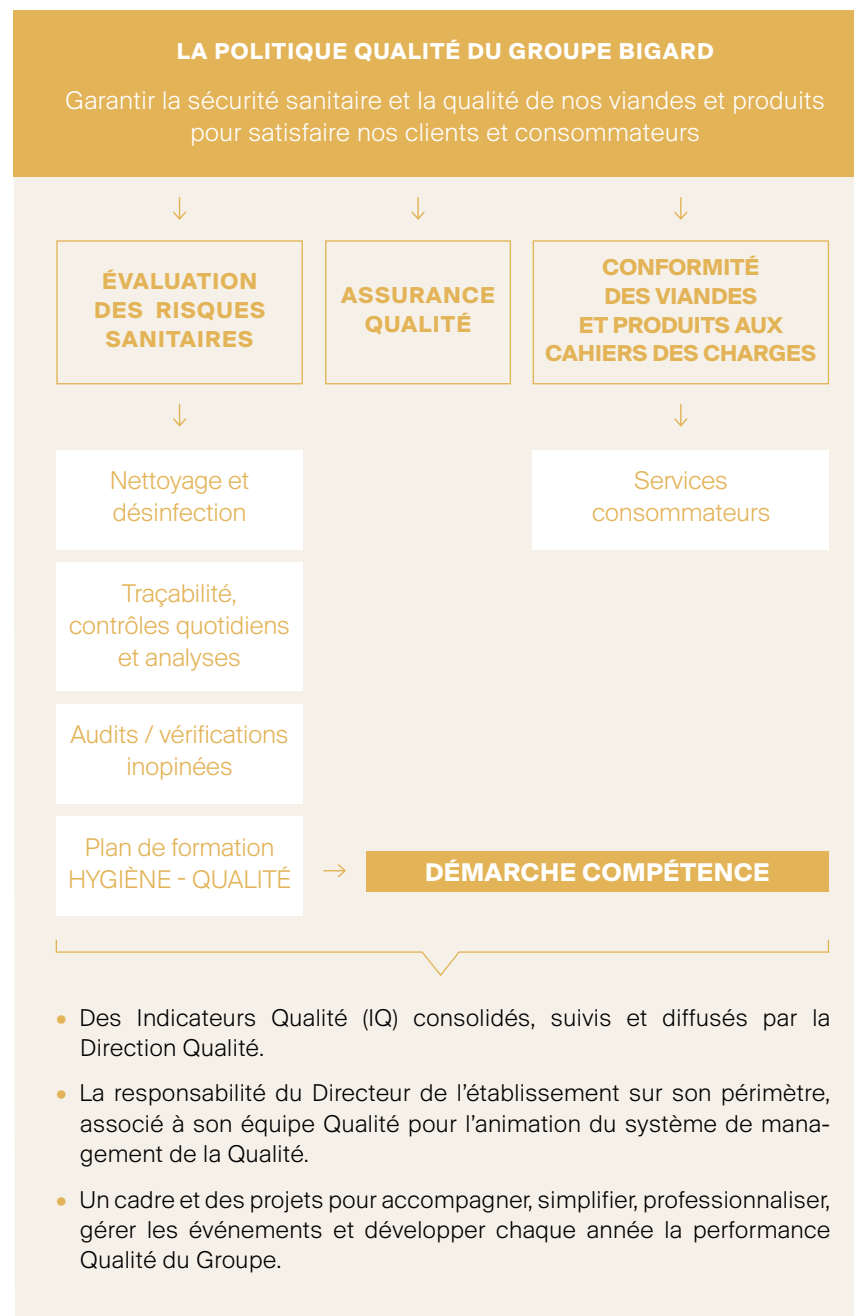 LA POLITIQUE QUALITÉ DU GROUPE BIGARD
Garantir la sécurité sanitaire et la qualité de nos viandes et produits
pour satisfaire nos clients et consommateurs
ÉVALUATION
DES RISQUES
SANITAIRES
ASSURANCE
QUALITÉ
CONFORMITÉ
DES VIANDES
ET PRODUITS AUX
CAHIERS DES CHARGES
Nettoyage et
désinfection
Services
consommateurs
Traçabilité,
contrôles quotidiens
et analyses
Audits / vérifications
inopinées
Plan de formation
HYGIÈNE - QUALITÉ
DÉMARCHE COMPÉTENCE
• Des Indicateurs Qualité (IQ) consolidés, suivis et diffusés par la
Direction Qualité.
• La responsabilité du Directeur de l'établissement sur son périmètre,
associé à son équipe Qualité pour l'animation du système de mana-
gement de la Qualité.
• Un cadre et des projets pour accompagner, simplifier, professionnaliser,
gérer les événements et développer chaque année la performance
Qualité du Groupe.